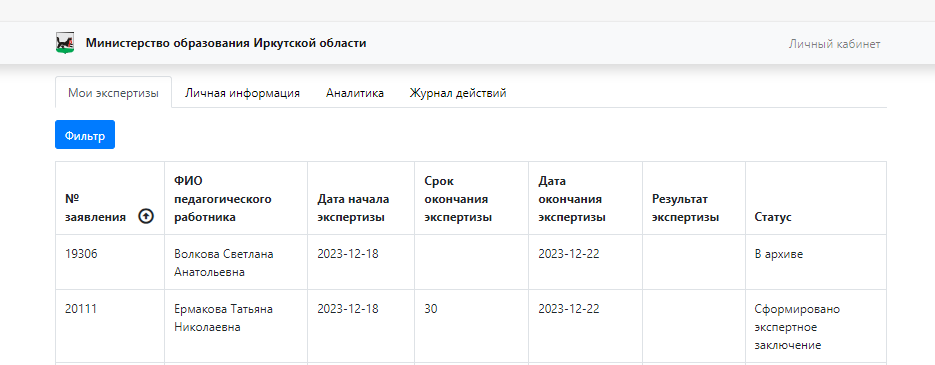 Министерство образования Иркутской области
Личный кабинет
Мои экспертизы Личная информация Аналитика Журнал действий
Фильтр
№ заявления
ФИО педагогического работника
Дата начала экспертизы
Срок окончания экспертизы
Дата окончания экспертизы
Результат экспертизы
Статус
19306
Волкова Светлана
Анатольевна
2023-12-18
2023-12-22
В архиве
20111
Ермакова Татьяна
Николаевна
2023-12-18
30
2023-12-22
Сформировано
экспертное
заключение